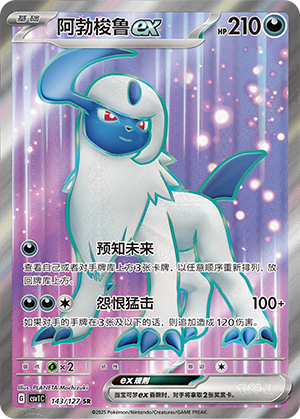 基础
阿勃梭鲁ex
HP 210
预知未来
查看自己或者对手牌库上方3张卡牌，以任意顺序重新排列，放回牌库上方。
怨恨猛击 100+
如果对手的手牌在3张及以下的话，则追加造成120伤害。
×2
Illus. PLANETA Mochizuki
G CSV1C 143/127 SR
ex规则
当宝可梦ex昏厥时，对手将拿取2张奖赏卡。
©2025 Pokémon/Nintendo/Creatures/GAME FREAK.